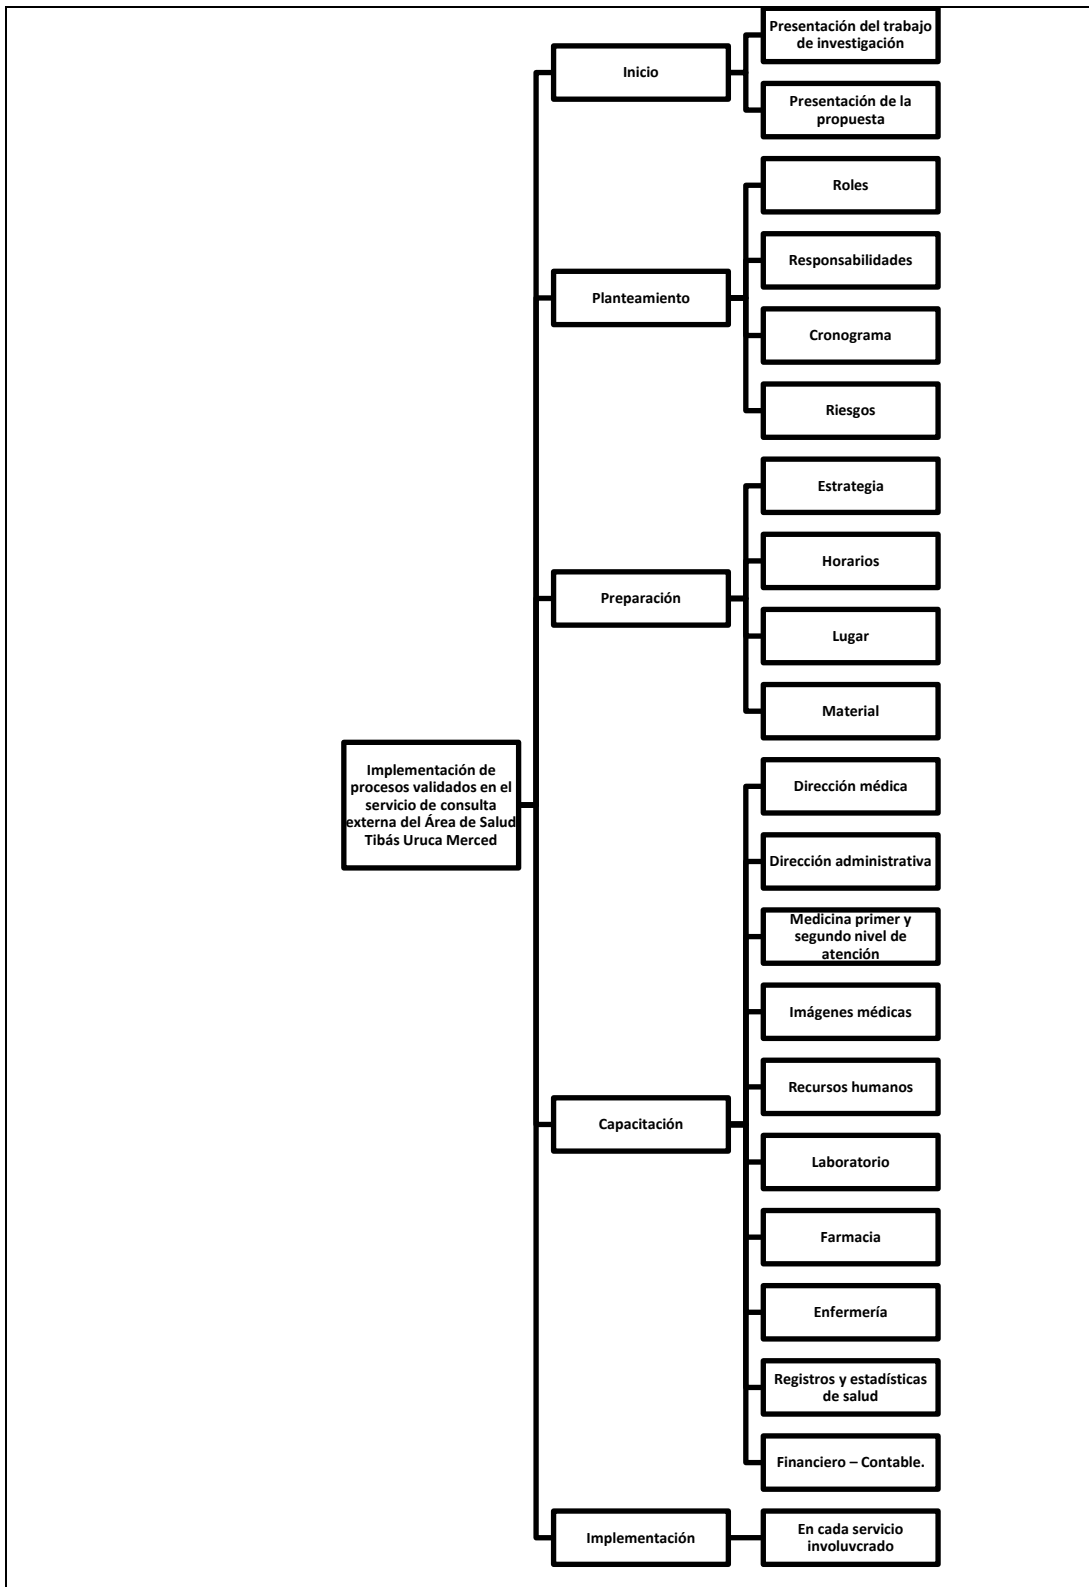 Implementación de
procesos validados en el
servicio de consulta
externa del Área de Salud
Tibás Uruca Merced
Inicio
Presentación del trabajo
de investigación
Presentación de la
propuesta
Planteamiento
Roles
Responsabilidades
Cronograma
Riesgos
Preparación
Estrategia
Horarios
Lugar
Material
Capacitación
Dirección médica
Dirección administrativa
Medicina primer y
segundo nivel de
atención
Imágenes médicas
Recursos humanos
Laboratorio
Farmacia
Enfermería
Registros y estadísticas
de salud
Financiero – Contable.
Implementación
En cada servicio
involuvcrado